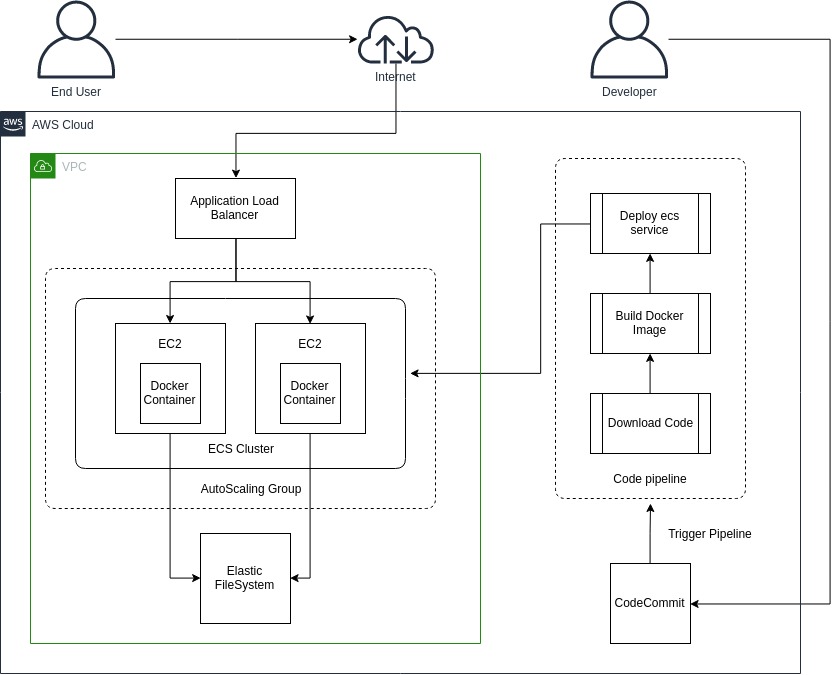 End User
Internet
Developer
aws
AWS Cloud
VPC
Application Load
Balancer
EC2
Docker
Container
EC2
Docker
Container
ECS Cluster
AutoScaling Group
Elastic
FileSystem
Deploy ecs
service
Build Docker
Image
Download Code
Code pipeline
Trigger Pipeline
CodeCommit